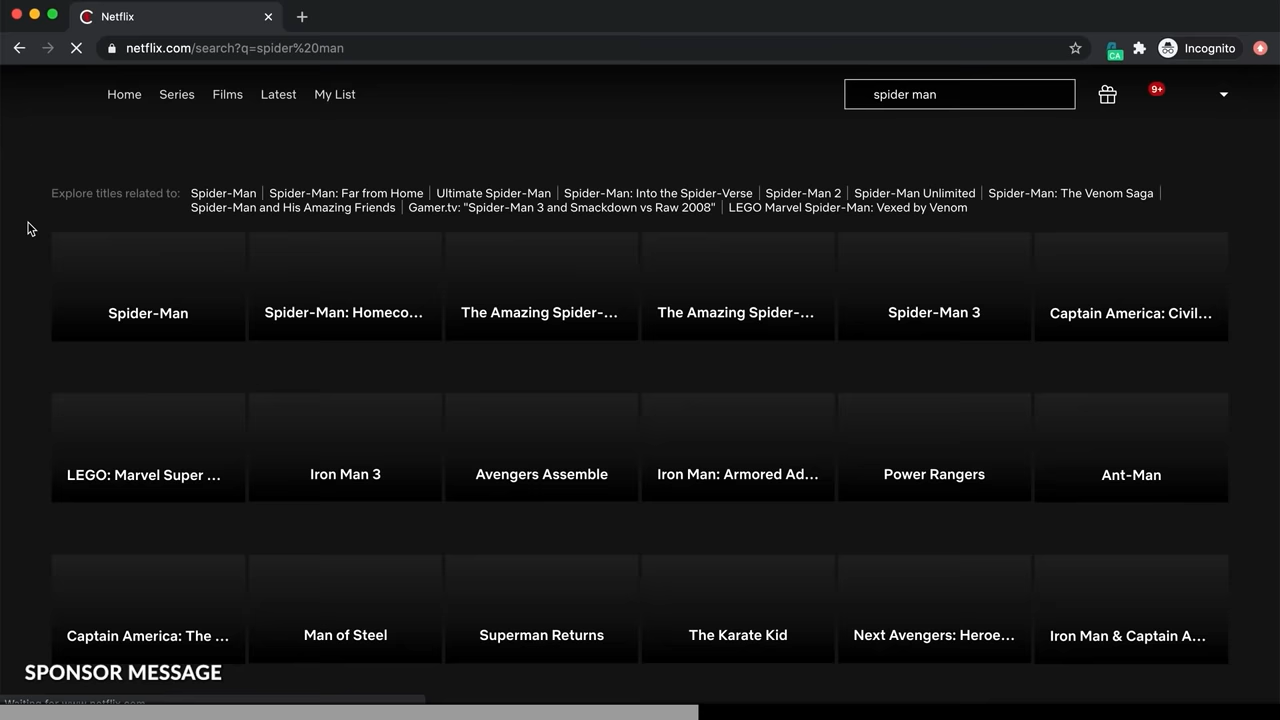 Netflix
netflix.com/search?q=spider%20man
CA
Incognito
Home Series Films Latest My List
spider man
9+
Explore titles related to: Spider-Man | Spider-Man: Far from Home | Ultimate Spider-Man | Spider-Man: Into the Spider-Verse | Spider-Man 2 | Spider-Man Unlimited | Spider-Man: The Venom Saga |
Spider-Man and His Amazing Friends | Gamer.tv: "Spider-Man 3 and Smackdown vs Raw 2008" | LEGO Marvel Spider-Man: Vexed by Venom
Spider-Man Spider-Man: Homeco... The Amazing Spider-... The Amazing Spider-... Spider-Man 3 Captain America: Civil...
LEGO: Marvel Super ... Iron Man 3 Avengers Assemble Iron Man: Armored Ad... Power Rangers Ant-Man
Captain America: The ... Man of Steel Superman Returns The Karate Kid Next Avengers: Heroe... Iron Man & Captain A...
SPONSOR MESSAGE
Waiting for www.netflix.com